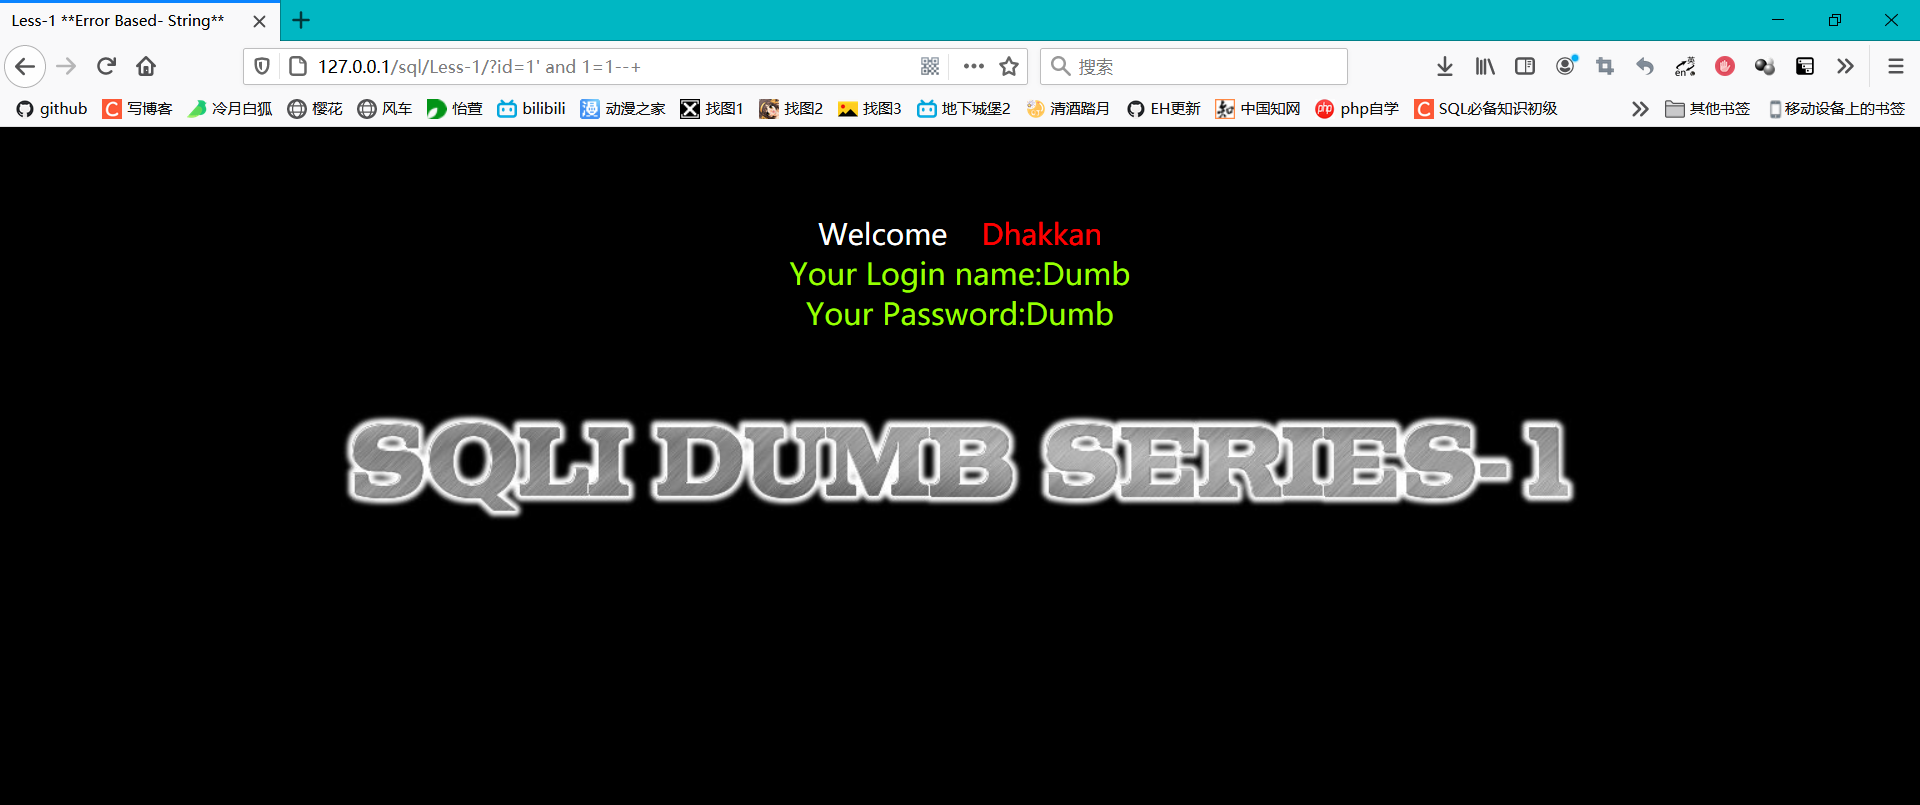 Less-1 **Error Based- String**
127.0.0.1/sql/Less-1/?id=1' and 1=1--+
搜索
英
en
github 写博客 冷月白狐 樱花 风车 怡萱 bilibili 动漫之家 找图1 找图2 找图3 地下城堡2 清酒踏月 EH更新 中国知网 php自学 SQL必备知识初级 其他书签 移动设备上的书签
Welcome Dhakkan
Your Login name:Dumb
Your Password:Dumb
SQLI DUMB SERIES-1